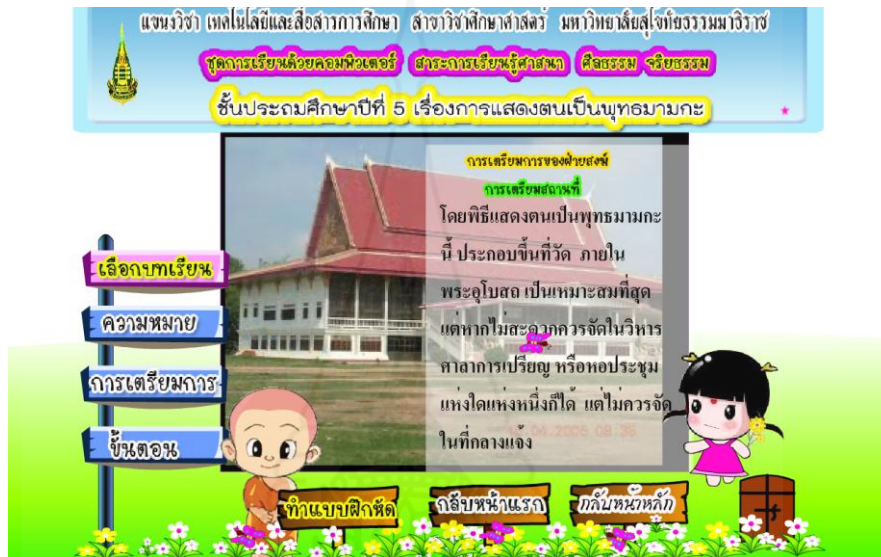 แขนงวิชา เทคโนโลยีและสื่อสารการศึกษา สาขาวิชาศึกษาศาสตร์ มหาวิทยาลัยสุโขทัยธรรมมาธิราช
ชุดการเรียนด้วยคอมพิวเตอร์ สาระการเรียนรู้ศาสนา ศีลธรรม จริยธรรม
ชั้นประถมศึกษาปีที่ 5 เรื่องการแสดงตนเป็นพุทธมามกะ
การเตรียมการของฝ่ายสงฆ์
การเตรียมสถานที่
โดยพิธีแสดงตนเป็นพุทธมามกะ
นี้ ประกอบขึ้นที่วัด ภายใน
พระอุโบสถ เป็นเหมาะสมที่สุด
แต่หากไม่สะดวกควรจัดในวิหาร
ศาลาการเปรียญ หรือหอประชุม
แห่งใดแห่งหนึ่งก็ได้ แต่ไม่ควรจัด
ในที่กลางแจ้ง
เลือกบทเรียน
ความหมาย
การเตรียมการ
ขั้นตอน
ทำแบบฝึกหัด
กลับหน้าแรก
กลับหน้าหลัก